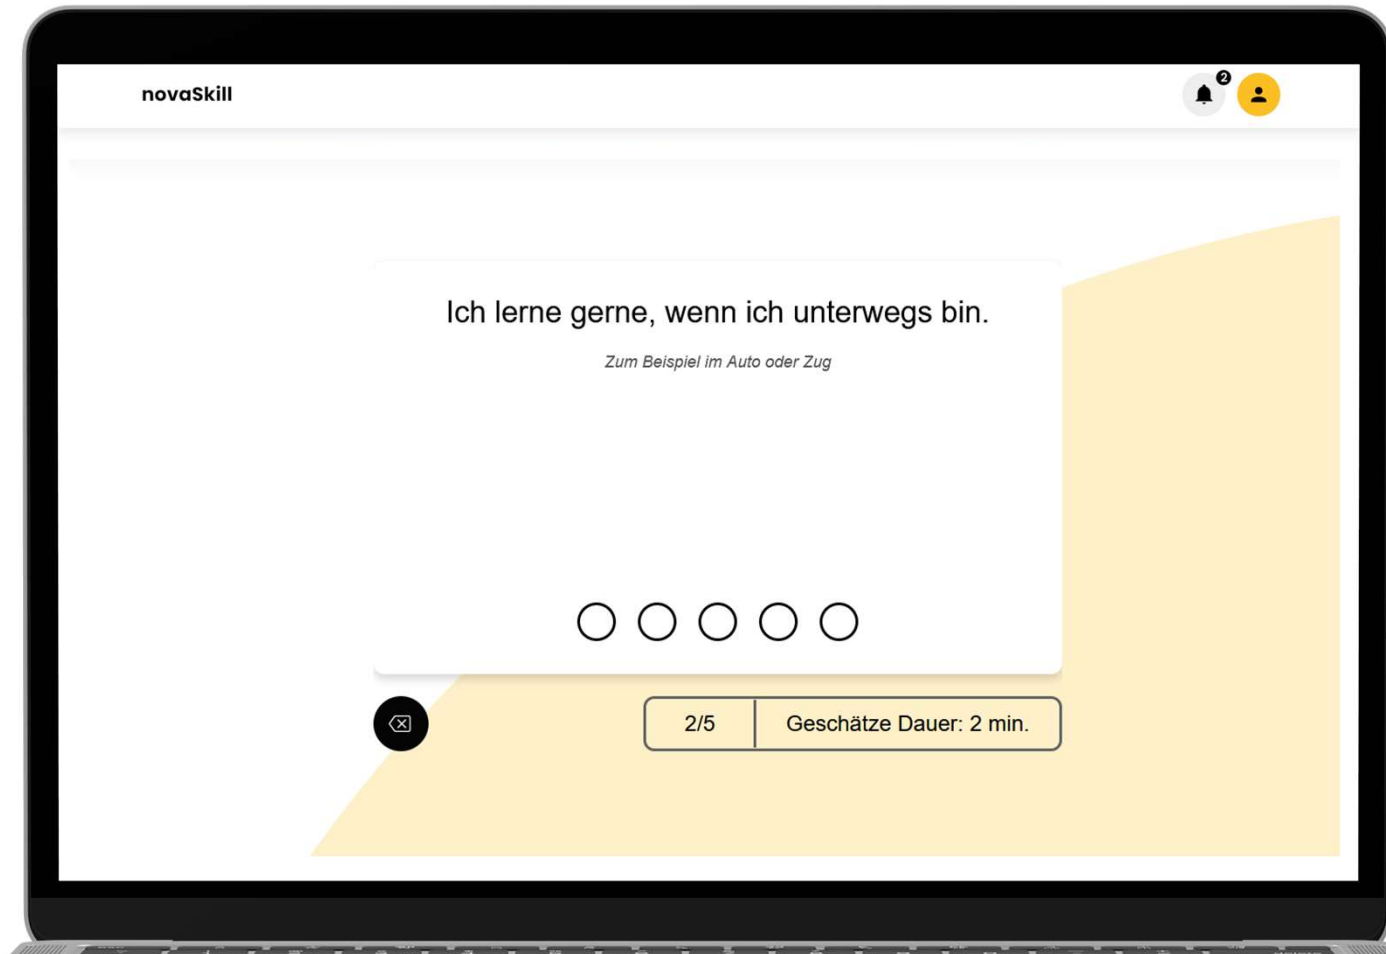 novaSkill
2
Ich lerne gerne, wenn ich unterwegs bin.
Zum Beispiel im Auto oder Zug
2/5
Geschätze Dauer: 2 min.